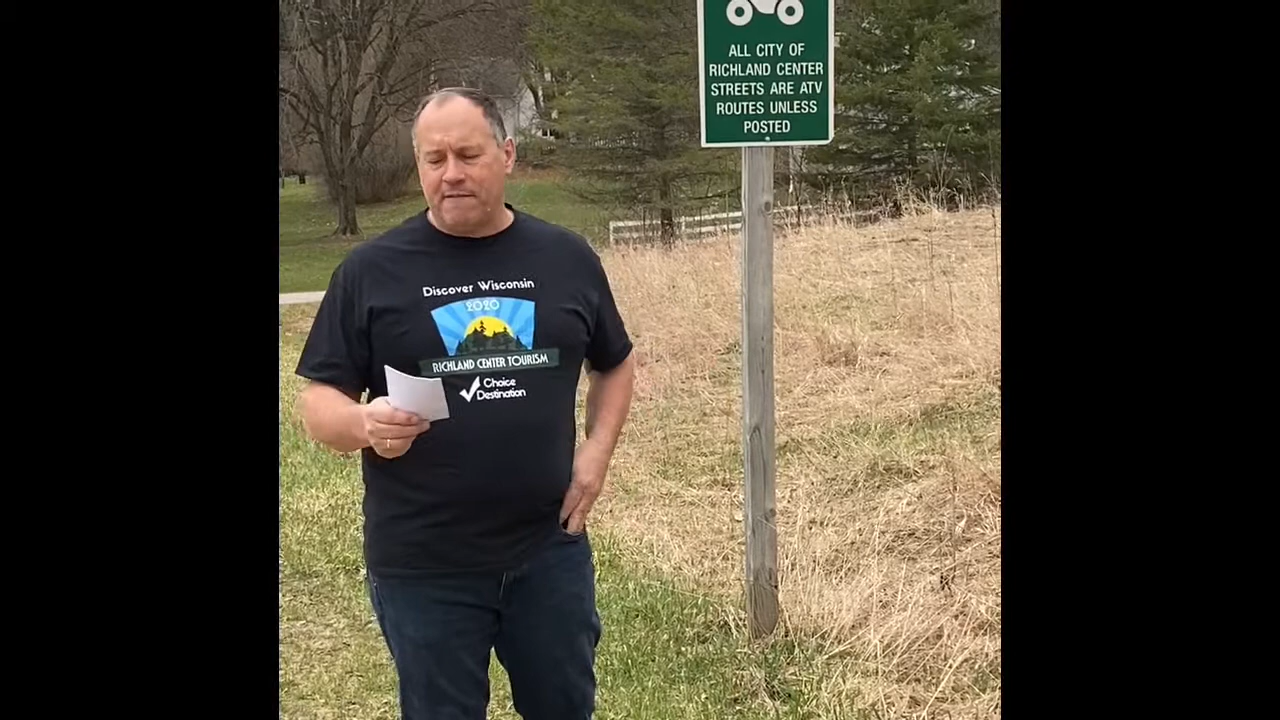 ALL CITY OF
RICHLAND CENTER
STREETS ARE ATV
ROUTES UNLESS
POSTED
Discover Wisconsin
2020
RICHLAND CENTER TOURISM
Choice
Destination